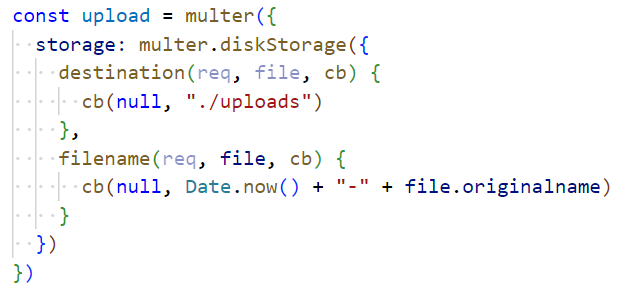 const upload = multer({
  storage: multer.diskStorage({
    destination(req, file, cb) {
      cb(null, "./uploads")
    },
    filename(req, file, cb) {
      cb(null, Date.now() + "-" + file.originalname)
    }
  })
})